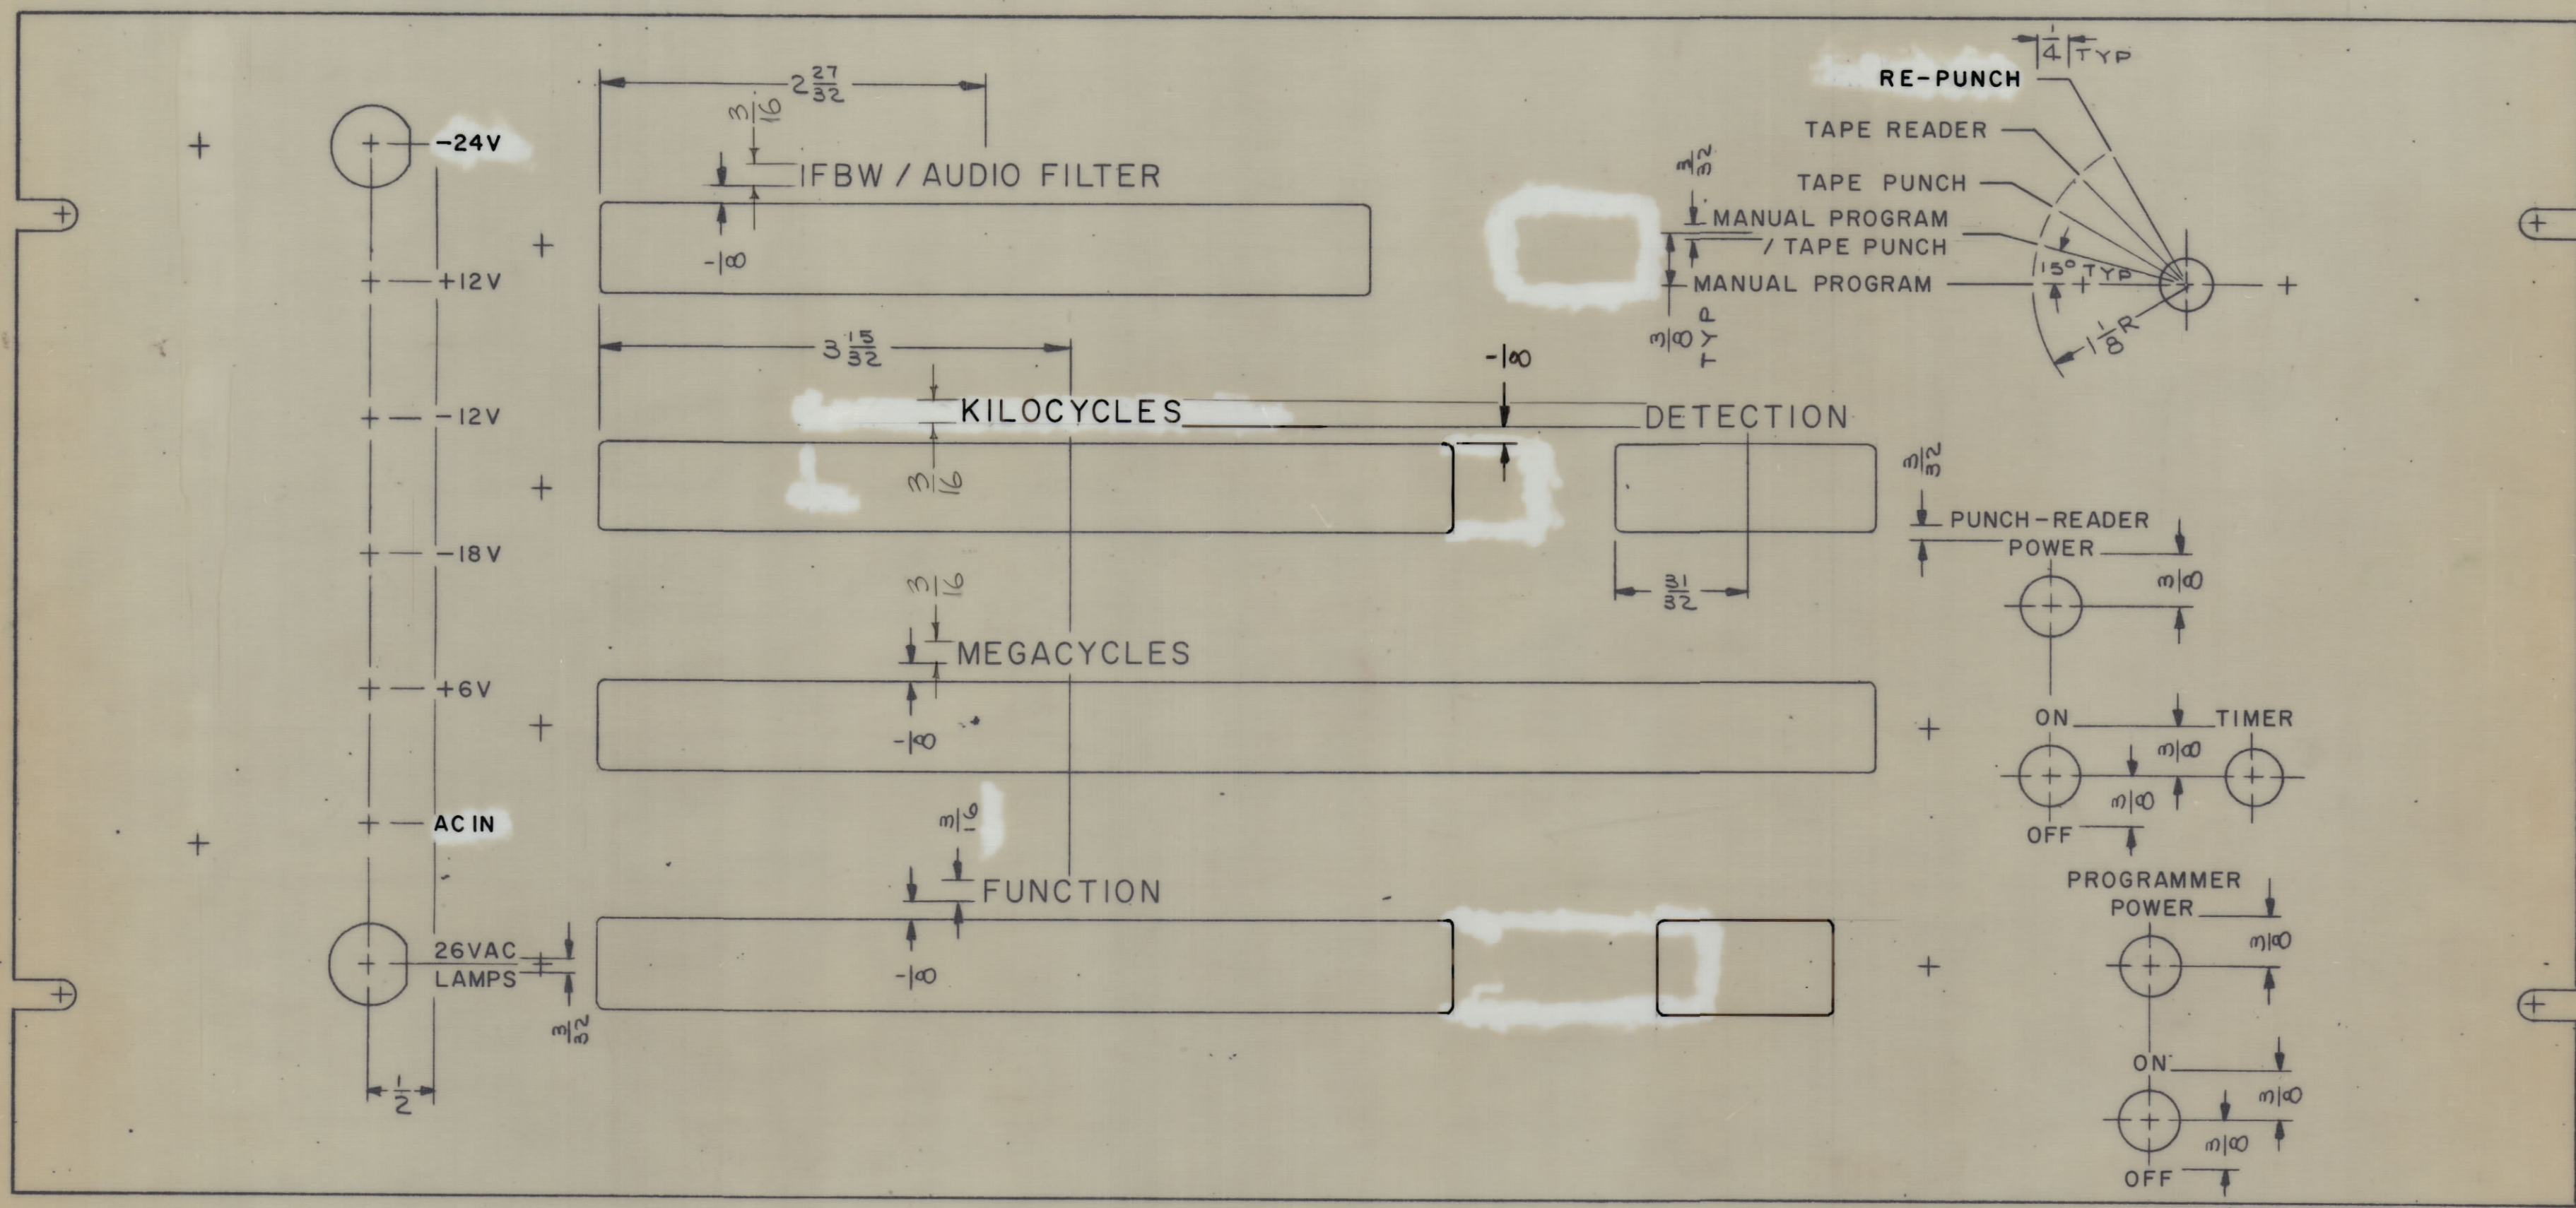 1/4 TYP
RE-PUNCH
2 27/32
3/16
TAPE READER
-24V
IFBW / AUDIO FILTER
3/32
TAPE PUNCH
MANUAL PROGRAM
/ TAPE PUNCH
1/8
15° TYP
+12V
MANUAL PROGRAM
3/8 TYP
1 1/8 R
3 15/32
1/8
-12V
KILOCYCLES
DETECTION
3/16
3/32
PUNCH-READER
POWER
-18V
3/8
31/32
3/16
MEGACYCLES
+6V
1/8
ON
TIMER
3/8
3/8
OFF
3/16
AC IN
FUNCTION
PROGRAMMER
POWER
3/8
26VAC
LAMPS
1/8
3/32
ON
1/2
3/8
3/8
OFF